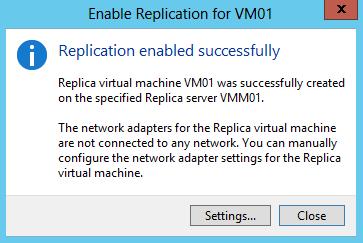 Enable Replication for VM01
x
Replication enabled successfully
Replica virtual machine VM01 was successfully created
on the specified Replica server VMM01.
The network adapters for the Replica virtual machine
are not connected to any network. You can manually
configure the network adapter settings for the Replica
virtual machine.
Settings...
Close